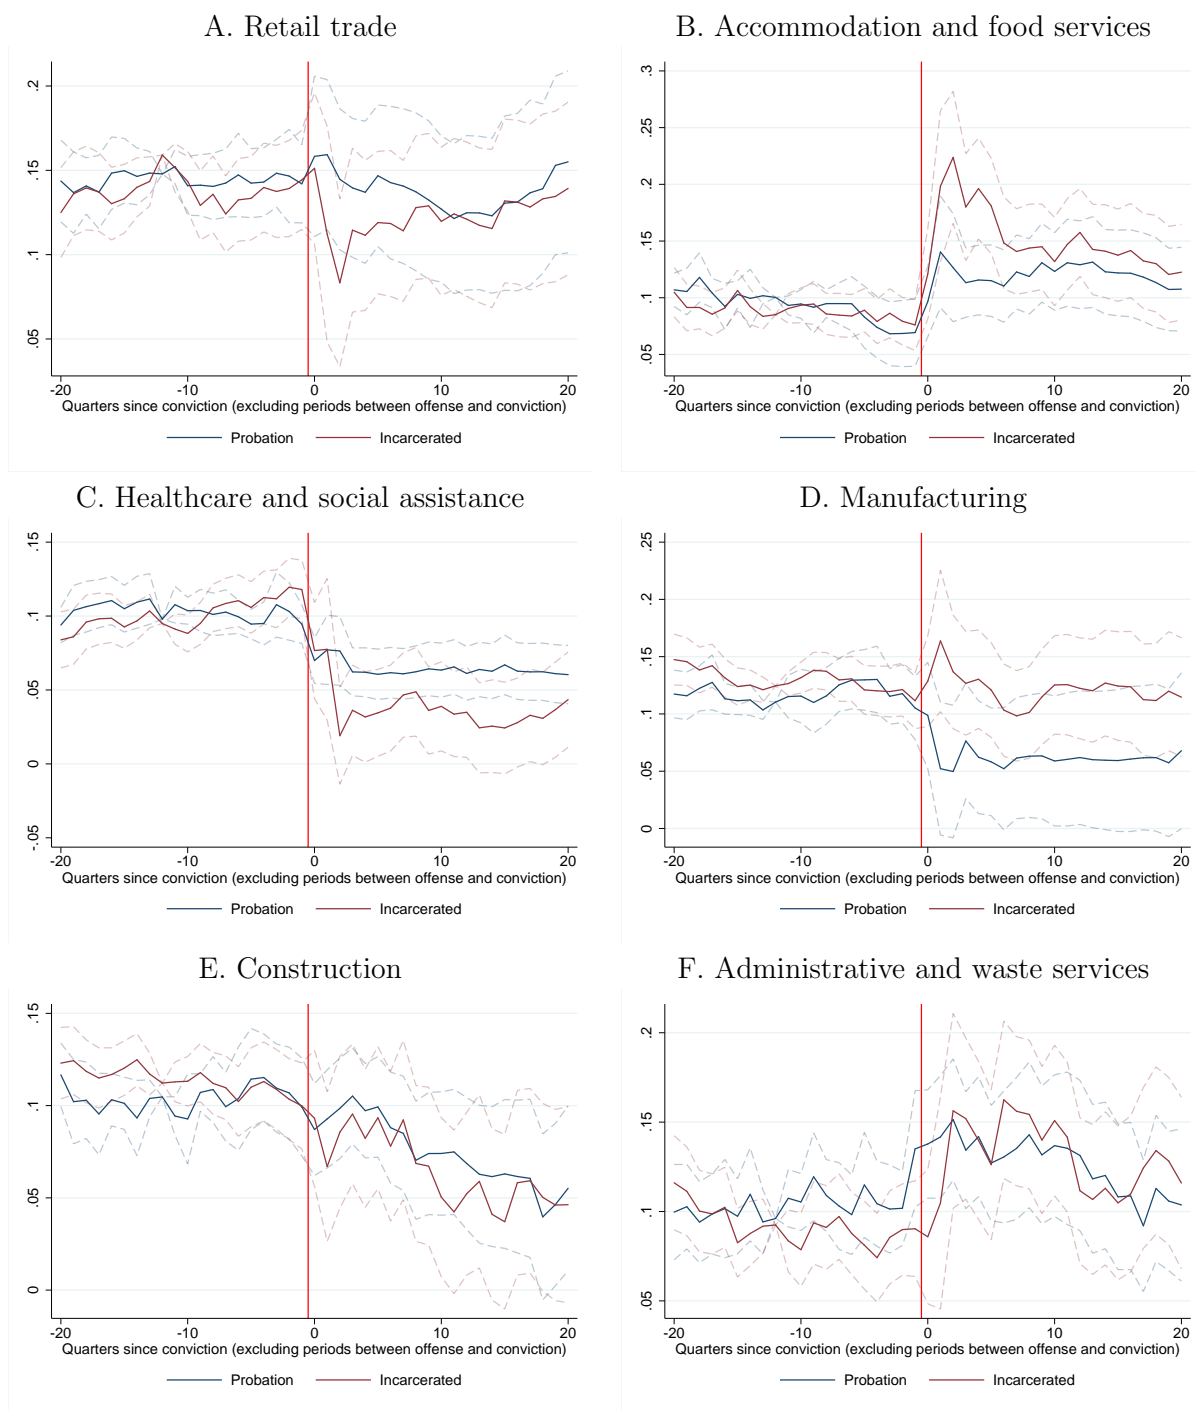 A. Retail trade
.2
.15
.1
.05
-20 -10 0 10 20
Quarters since conviction (excluding periods between offense and conviction)
Probation Incarcerated
B. Accommodation and food services
.3
.25
.2
.15
.1
.05
-20 -10 0 10 20
Quarters since conviction (excluding periods between offense and conviction)
Probation Incarcerated
C. Healthcare and social assistance
.15
.1
.05
0
-.05
-20 -10 0 10 20
Quarters since conviction (excluding periods between offense and conviction)
Probation Incarcerated
D. Manufacturing
.25
.2
.15
.1
.05
0
-20 -10 0 10 20
Quarters since conviction (excluding periods between offense and conviction)
Probation Incarcerated
E. Construction
.15
.1
.05
0
-20 -10 0 10 20
Quarters since conviction (excluding periods between offense and conviction)
Probation Incarcerated
F. Administrative and waste services
.2
.15
.1
.05
-20 -10 0 10 20
Quarters since conviction (excluding periods between offense and conviction)
Probation Incarcerated